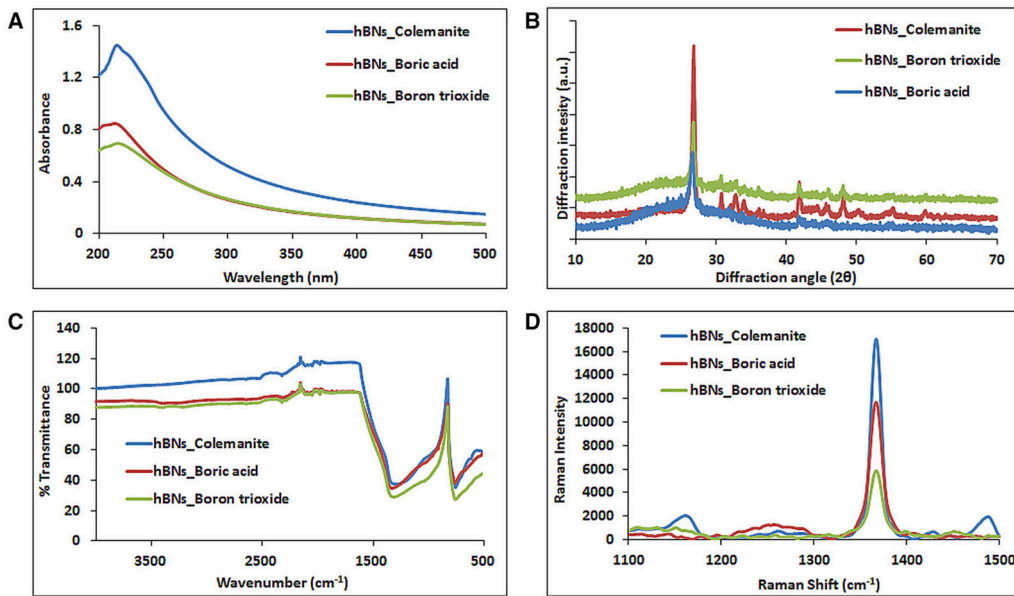 A
1.6
1.2
0.8
0.4
0
200 250 300 350 400 450 500
Absorbance
Wavelength (nm)
hBNs_Colemanite
hBNs_Boric acid
hBNs_Boron trioxide
B
Diffraction intesity (a.u.)
10 20 30 40 50 60 70
Diffraction angle (2θ)
hBNs_Colemanite
hBNs_Boron trioxide
hBNs_Boric acid
C
140
120
100
80
60
40
20
0
3500 2500 1500 500
% Transmittance
Wavenumber (cm-1)
hBNs_Colemanite
hBNs_Boric acid
hBNs_Boron trioxide
D
18000
16000
14000
12000
10000
8000
6000
4000
2000
0
1100 1200 1300 1400 1500
Raman Intensity
Raman Shift (cm-1)
hBNs_Colemanite
hBNs_Boric acid
hBNs_Boron trioxide